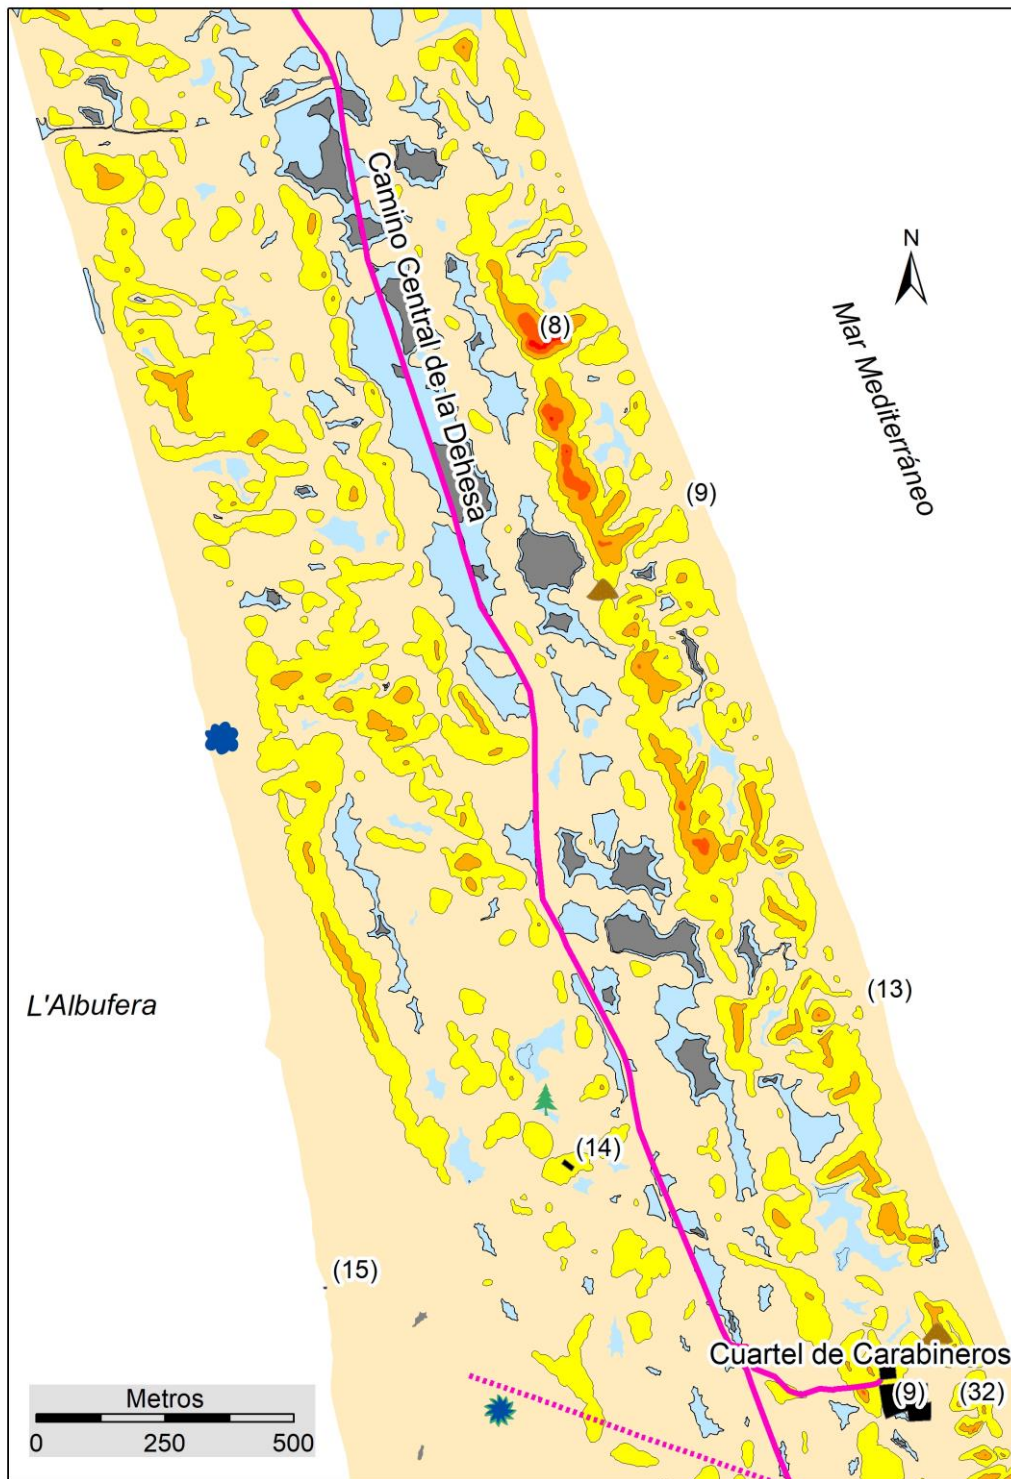 N
Camino Central de la Dehesa
Mar Mediterráneo
(8)
(9)
L'Albufera
(13)
(14)
(15)
Cuartel de Carabineros
(9)
(32)
Metros
0 250 500